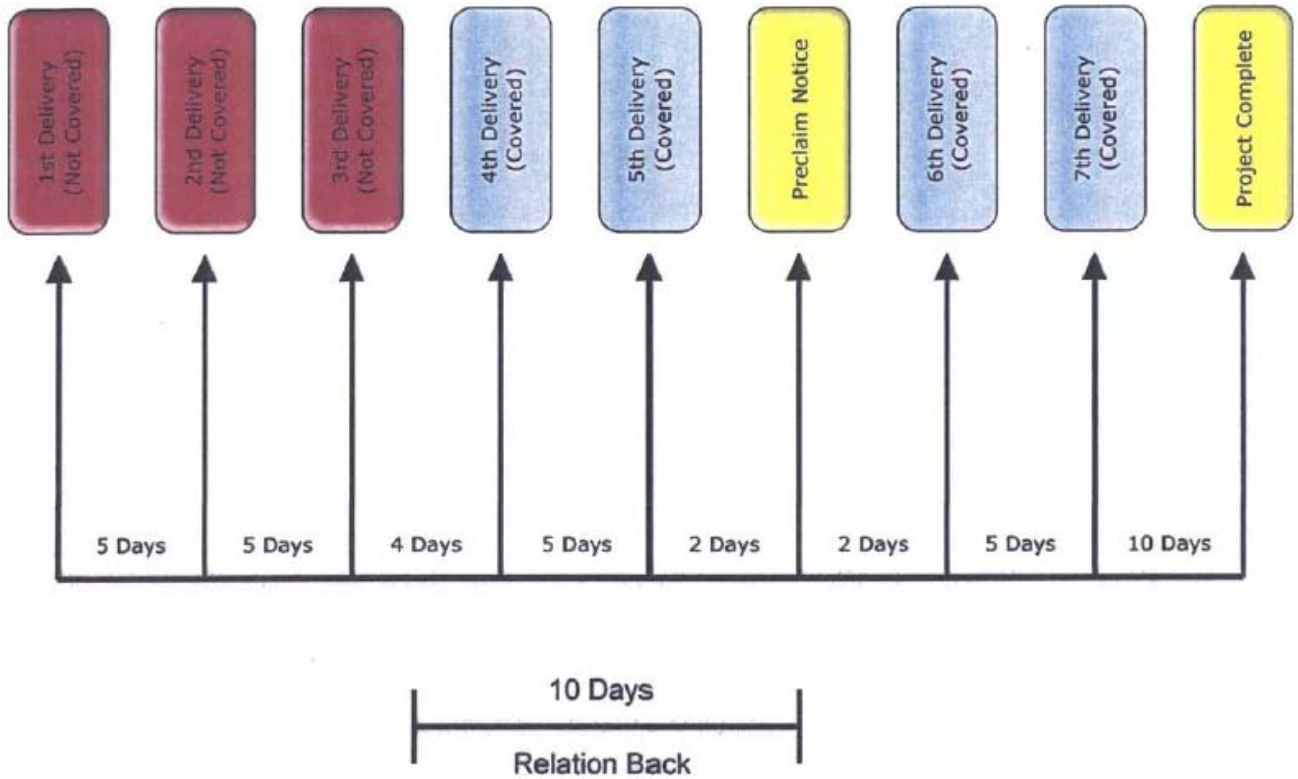 1st Delivery
(Not Covered)
2nd Delivery
(Not Covered)
3rd Delivery
(Not Covered)
4th Delivery
(Covered)
5th Delivery
(Covered)
Preclaim Notice
6th Delivery
(Covered)
7th Delivery
(Covered)
Project Complete
5 Days
5 Days
4 Days
5 Days
2 Days
2 Days
5 Days
10 Days
10 Days
Relation Back